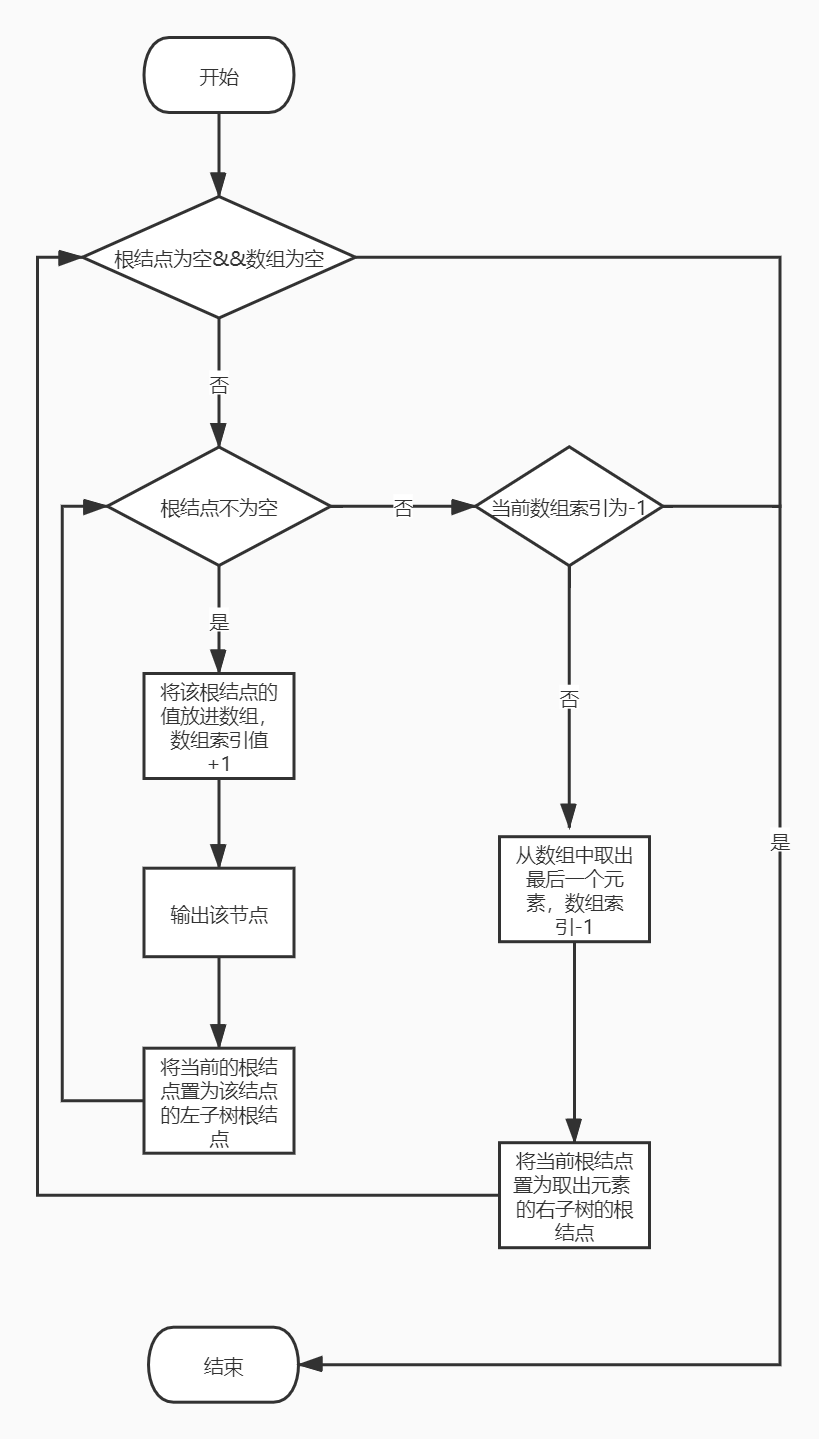 开始
根结点为空&&数组为空
否
根结点不为空
否
当前数组索引为-1
是
将该根结点的
值放进数组，
数组索引值
+1
否
输出该节点
是
从数组中取出
最后一个元
素，数组索
引-1
将当前的根结
点置为该结点
的左子树根结
点
将当前根结点
置为取出元素
的右子树的根
结点
结束